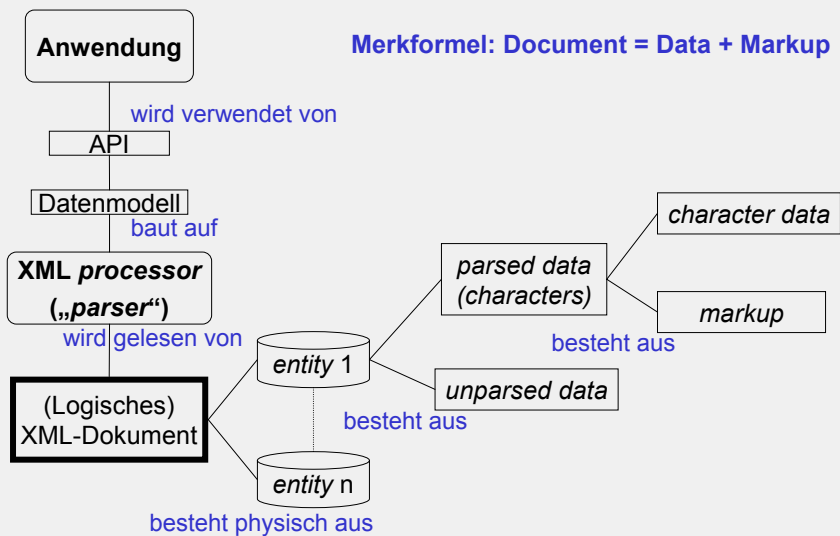 Anwendung
Merkformel: Document = Data + Markup
wird verwendet von
API
Datenmodell
baut auf
XML processor
(„parser“)
wird gelesen von
(Logisches)
XML-Dokument
entity 1
entity n
besteht physisch aus
parsed data
(characters)
unparsed data
besteht aus
character data
markup
besteht aus